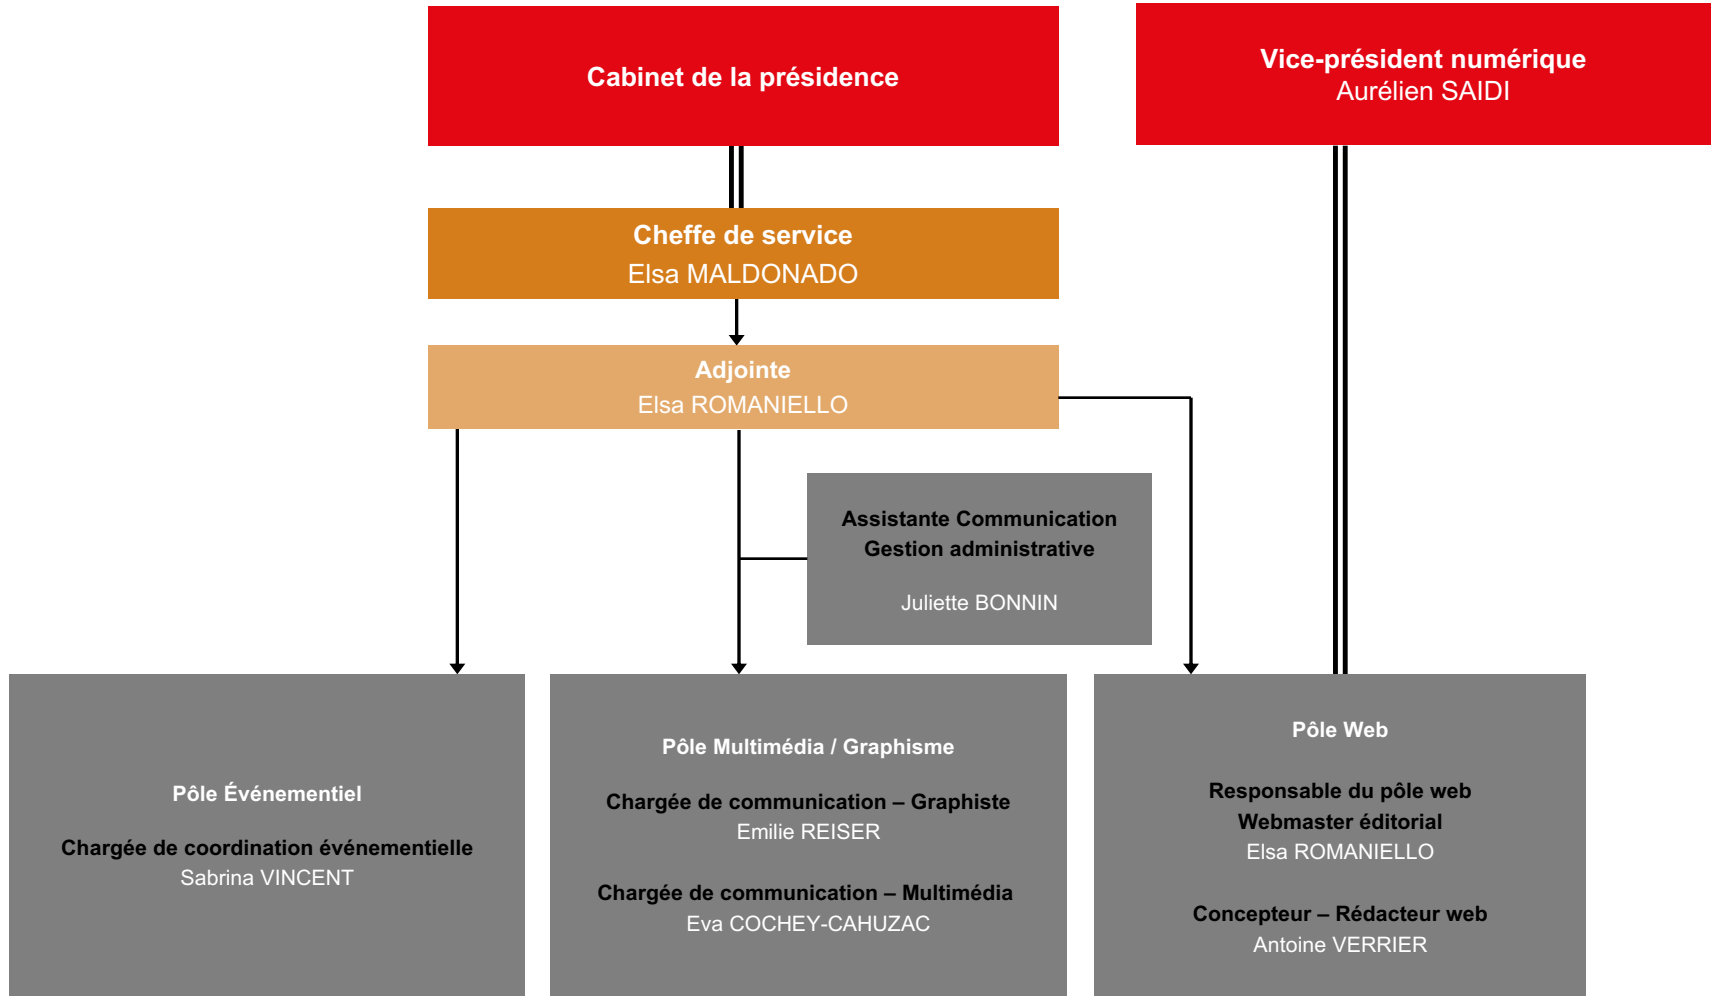 Cabinet de la présidence
Vice-président numérique
Aurélien SAIDI
Cheffe de service
Elsa MALDONADO
Adjointe
Elsa ROMANIELLO
Assistante Communication
Gestion administrative
Juliette BONNIN
Pôle Événementiel
Chargée de coordination événementielle
Sabrina VINCENT
Pôle Multimédia / Graphisme
Chargée de communication – Graphiste
Emilie REISER
Chargée de communication – Multimédia
Eva COCHEY-CAHUZAC
Pôle Web
Responsable du pôle web
Webmaster éditorial
Elsa ROMANIELLO
Concepteur – Rédacteur web
Antoine VERRIER